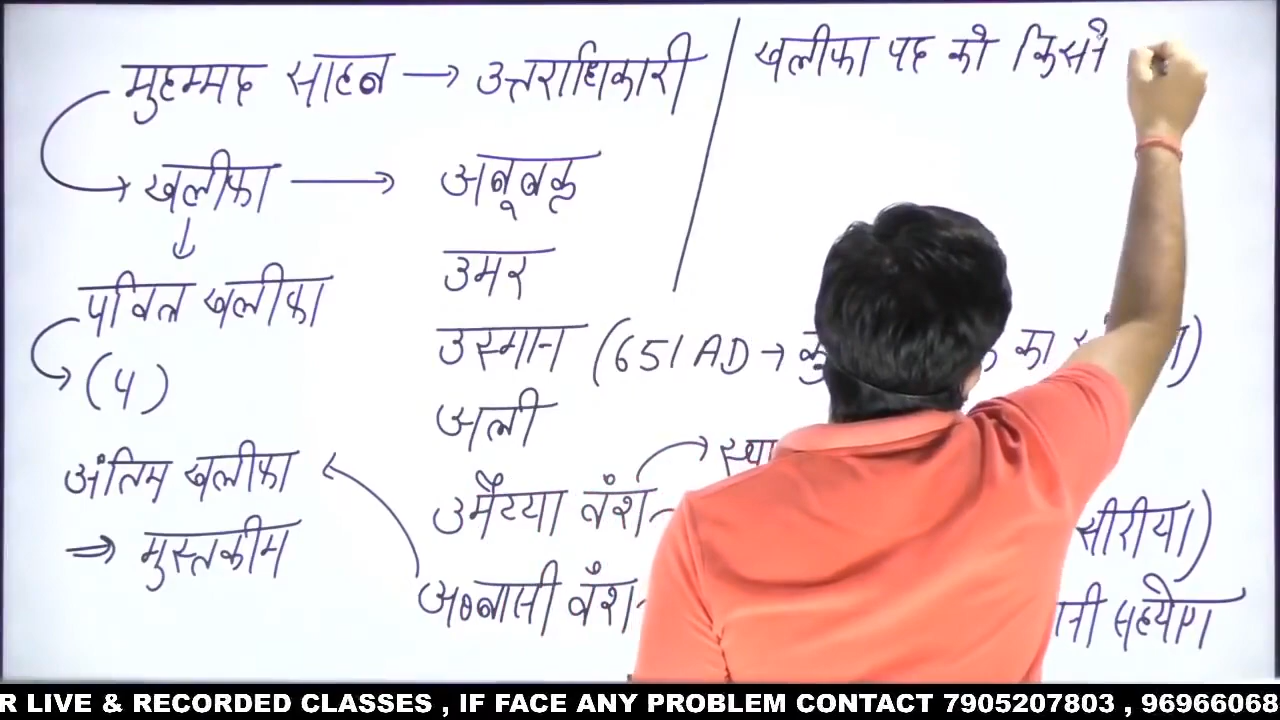 मुहम्मद साहब → उत्तराधिकारी
खलीफा → अबूबक्र
उमर
पवित्र खलीफा
उस्मान (651 AD →
(4)
अली
अंतिम खलीफा
उमैय्या वंश
सीरीया)
⇒ मुस्तकीम
अब्बासी वंश
सहयोग
खलीफा पद को किसने
R LIVE & RECORDED CLASSES , IF FACE ANY PROBLEM CONTACT 7905207803 , 96966068